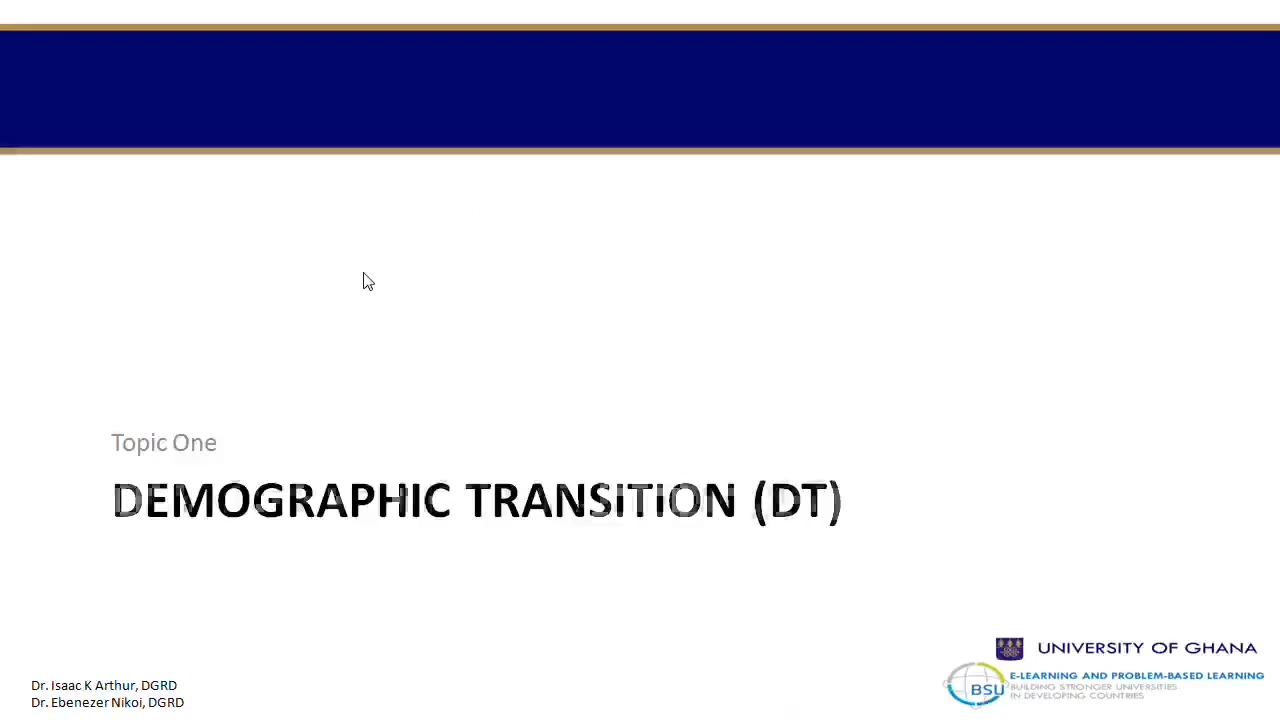 Topic One
DEMOGRAPHIC TRANSITION (DT)
Dr. Isaac K Arthur, DGRD
Dr. Ebenezer Nikoi, DGRD
UNIVERSITY OF GHANA
BSU
E-LEARNING AND PROBLEM-BASED LEARNING
BUILDING STRONGER UNIVERSITIES
IN DEVELOPING COUNTRIES